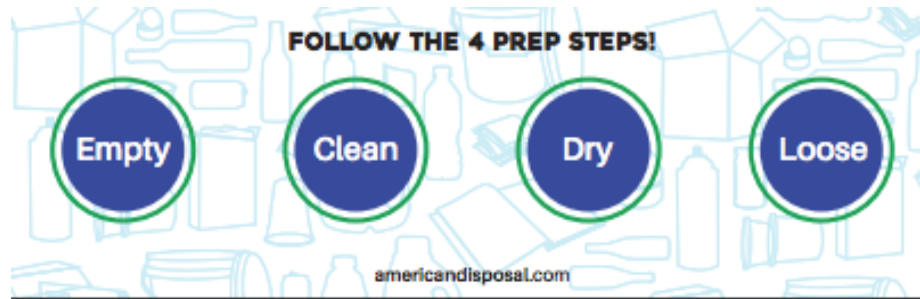 FOLLOW THE 4 PREP STEPS!
Empty Clean Dry Loose
americandisposal.com